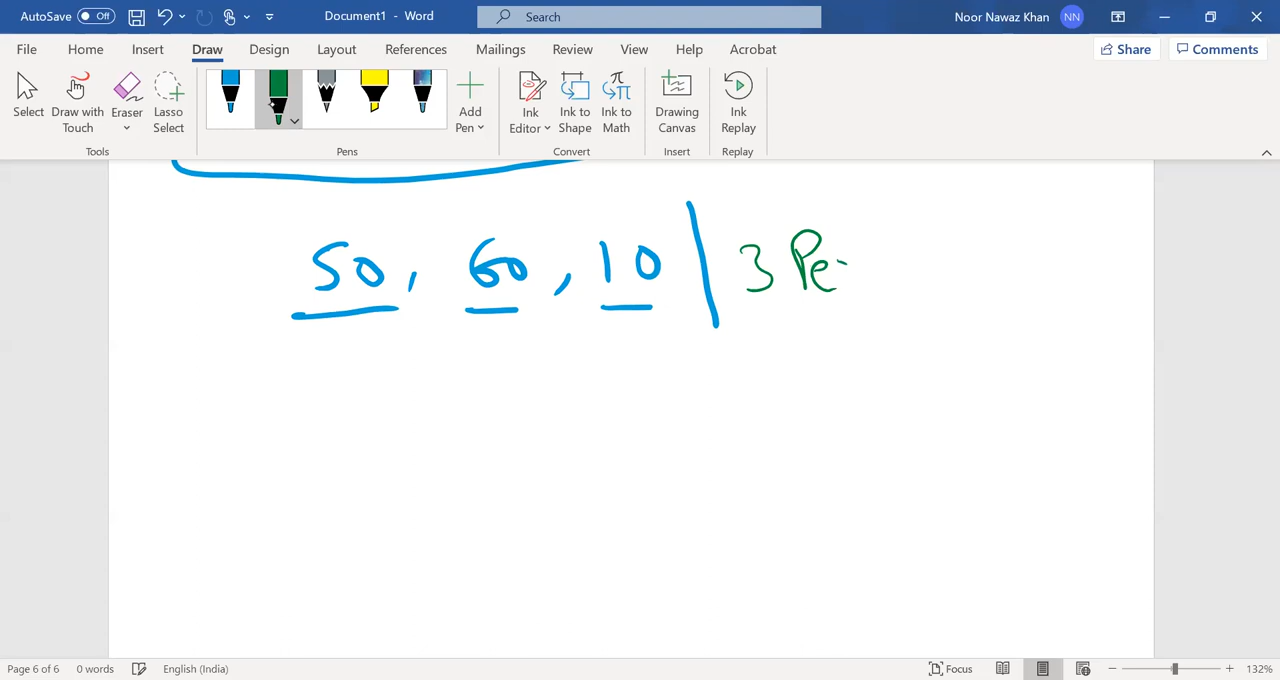 AutoSave Off Document1 - Word Search Noor Nawaz Khan NN
File Home Insert Draw Design Layout References Mailings Review View Help Acrobat Share Comments
Select Draw with Touch Eraser Lasso Select Add Pen Ink Editor Ink to Shape Ink to Math Drawing Canvas Ink Replay
Tools Pens Convert Insert Replay
50, 60, 10 | 3 Pe
Page 6 of 6 0 words English (India) Focus 132%